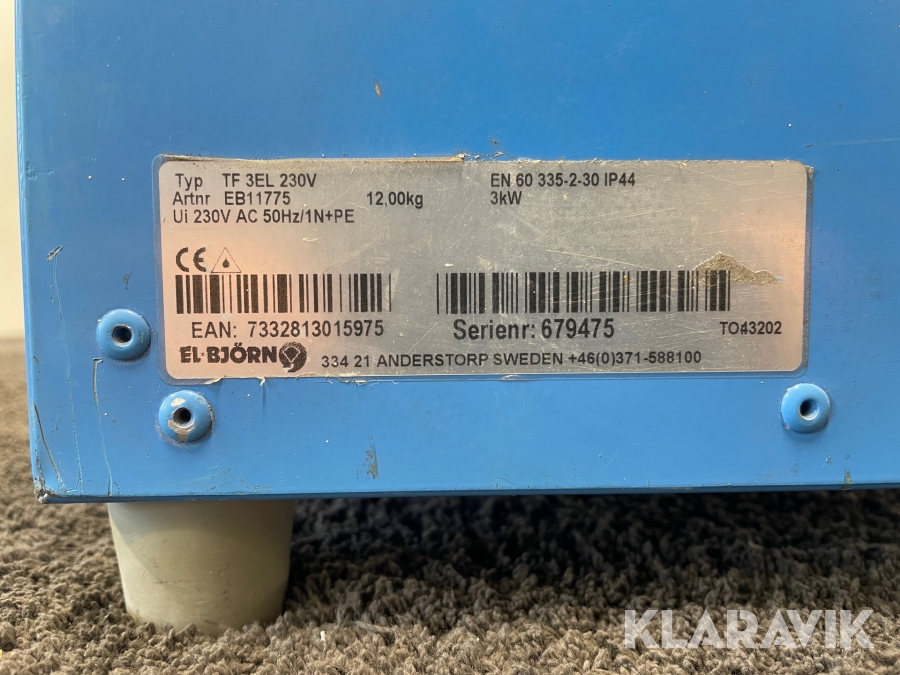 Typ TF 3EL 230V EN 60 335-2-30 IP44
Artnr EB11775 12,00kg 3kW
Ui 230V AC 50Hz/1N+PE
CE
EAN: 7332813015975 Serienr: 679475 TO43202
EL-BJÖRN 334 21 ANDERSTORP SWEDEN +46(0)371-588100
KLARAVIK